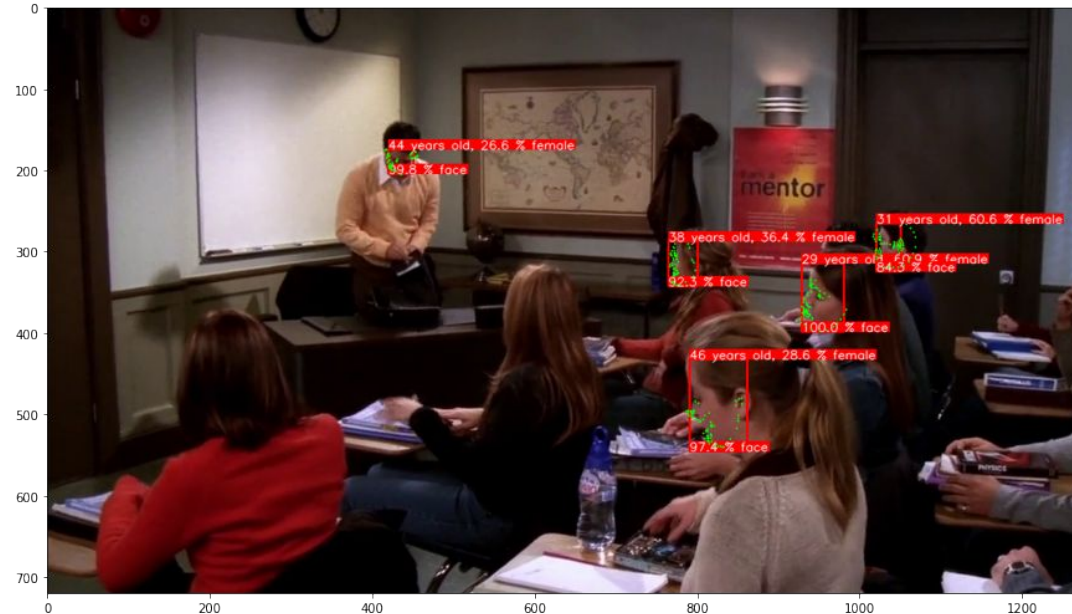 0
100
44 years old, 26.6 % female
200
99.8 % face
mentor
31 years old, 60.6 % female
38 years old, 36.4 % female
300
29 years old, 60.9 % female
84.3 % face
92.3 % face
100.0 % face
400
46 years old, 28.6 % female
500
97.4 % face
PHYSICS
600
700
0
200
400
600
800
1000
1200